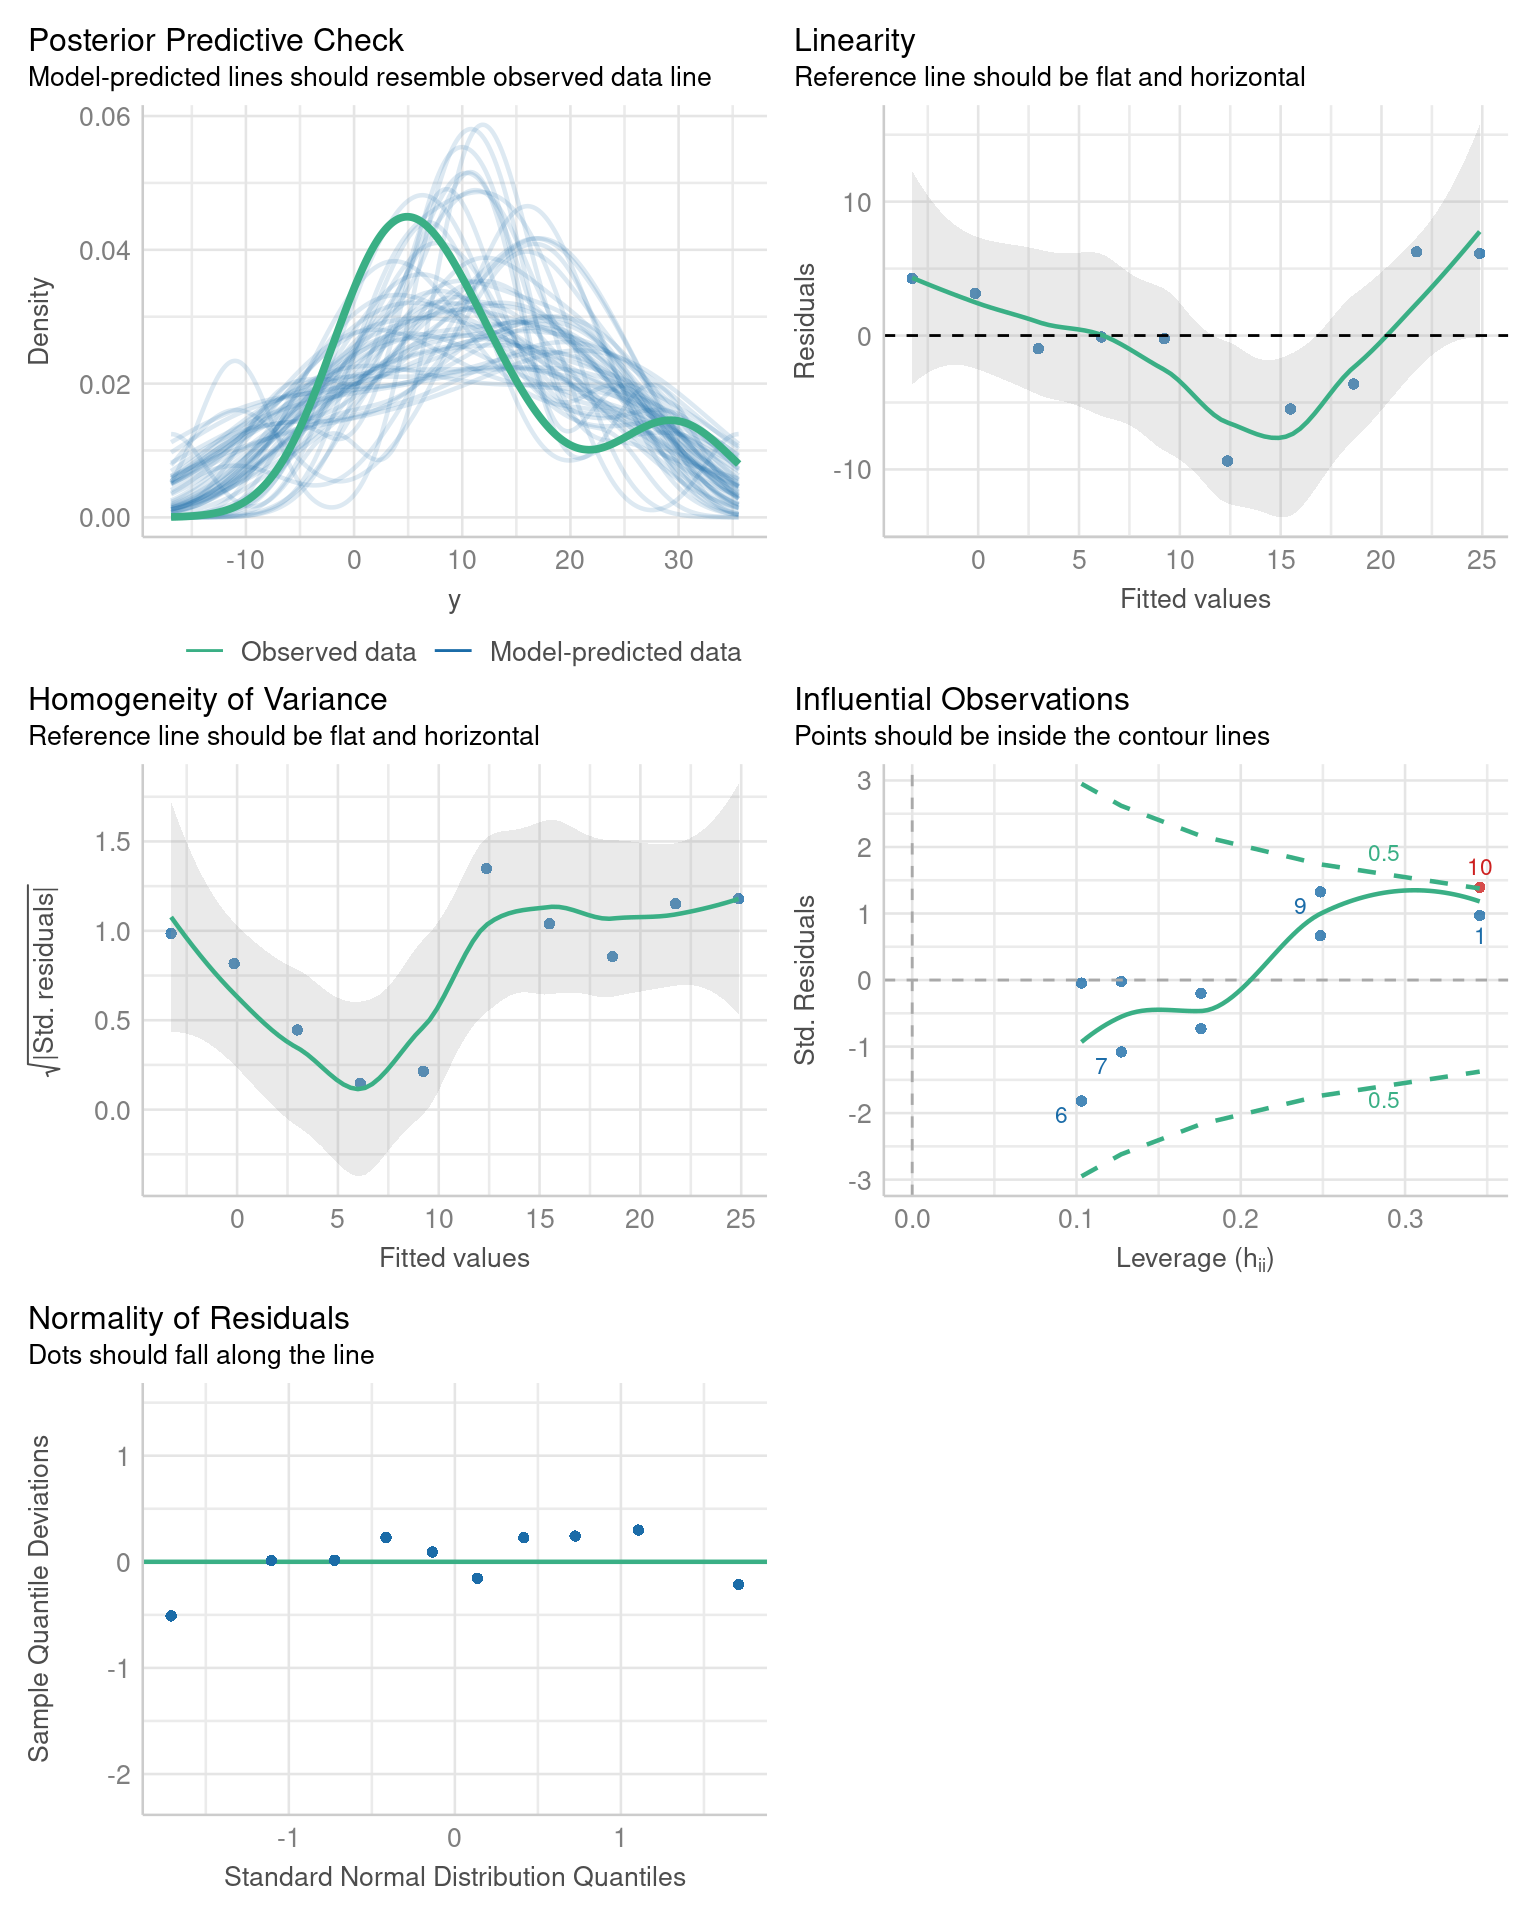 Posterior Predictive Check
Model-predicted lines should resemble observed data line
0.06
0.04
0.02
0.00
Density
-10 0 10 20 30
y
Observed data Model-predicted data
Linearity
Reference line should be flat and horizontal
10
0
-10
Residuals
0 5 10 15 20 25
Fitted values
Homogeneity of Variance
Reference line should be flat and horizontal
1.5
1.0
0.5
0.0
√|Std. residuals|
0 5 10 15 20 25
Fitted values
Influential Observations
Points should be inside the contour lines
3
2
1
0
-1
-2
-3
Std. Residuals
0.5
10
9
1
7
6
0.5
0.0 0.1 0.2 0.3
Leverage (hii)
Normality of Residuals
Dots should fall along the line
1
0
-1
-2
Sample Quantile Deviations
-1 0 1
Standard Normal Distribution Quantiles